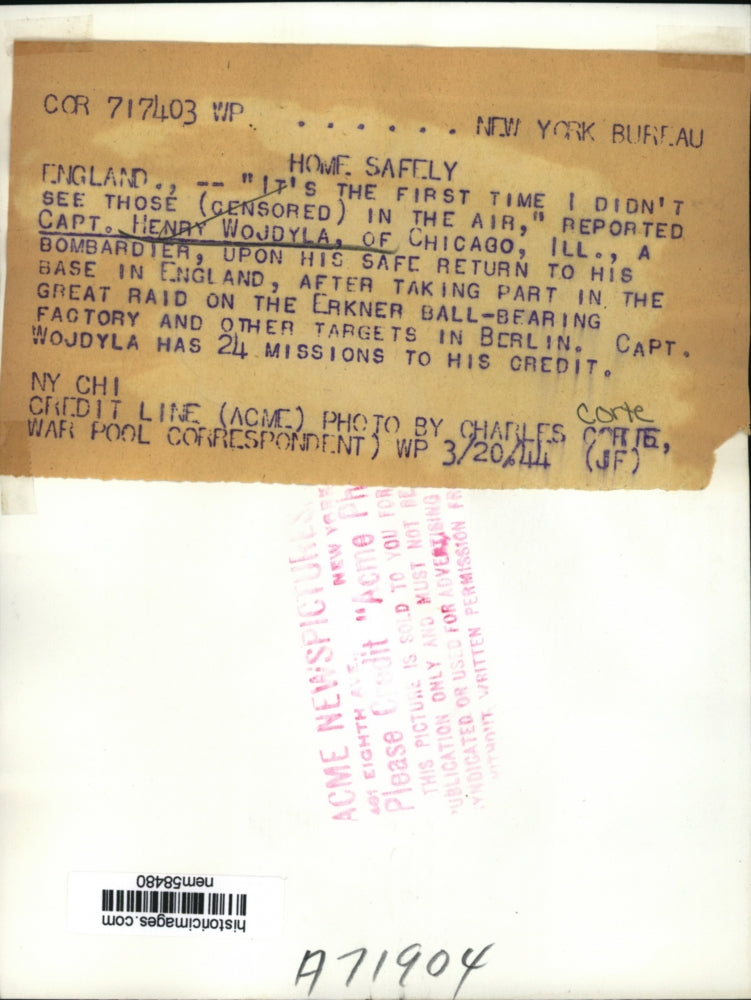 COR 717403 WP . . . . . . . NEW YORK BUREAU
HOME SAFELY
ENGLAND., -- "IT'S THE FIRST TIME I DIDN'T
SEE THOSE (CENSORED) IN THE AIR," REPORTED
CAPT. HENRY WOJDYLA, OF CHICAGO, ILL., A
BOMBARDIER, UPON HIS SAFE RETURN TO HIS
BASE IN ENGLAND, AFTER TAKING PART IN THE
GREAT RAID ON THE ERKNER BALL-BEARING
FACTORY AND OTHER TARGETS IN BERLIN. CAPT.
WOJDYLA HAS 24 MISSIONS TO HIS CREDIT.
NY CHI
Corte
CREDIT LINE (ACME) PHOTO BY CHARLES
WAR POOL CORRESPONDENT) WP 3/20/44 (JF)
ACME NEWSPICTURES
EIGHTH NEW YORK
Please Credit "Acme Ph
THIS PICTURE IS SOLD TO YOU FOR
PUBLICATION ONLY AND MUST NOT BE
SYNDICATED OR USED FOR ADVERTISING
WITHOUT WRITTEN PERMISSION FR
historicimages.com
nem58480
A71904